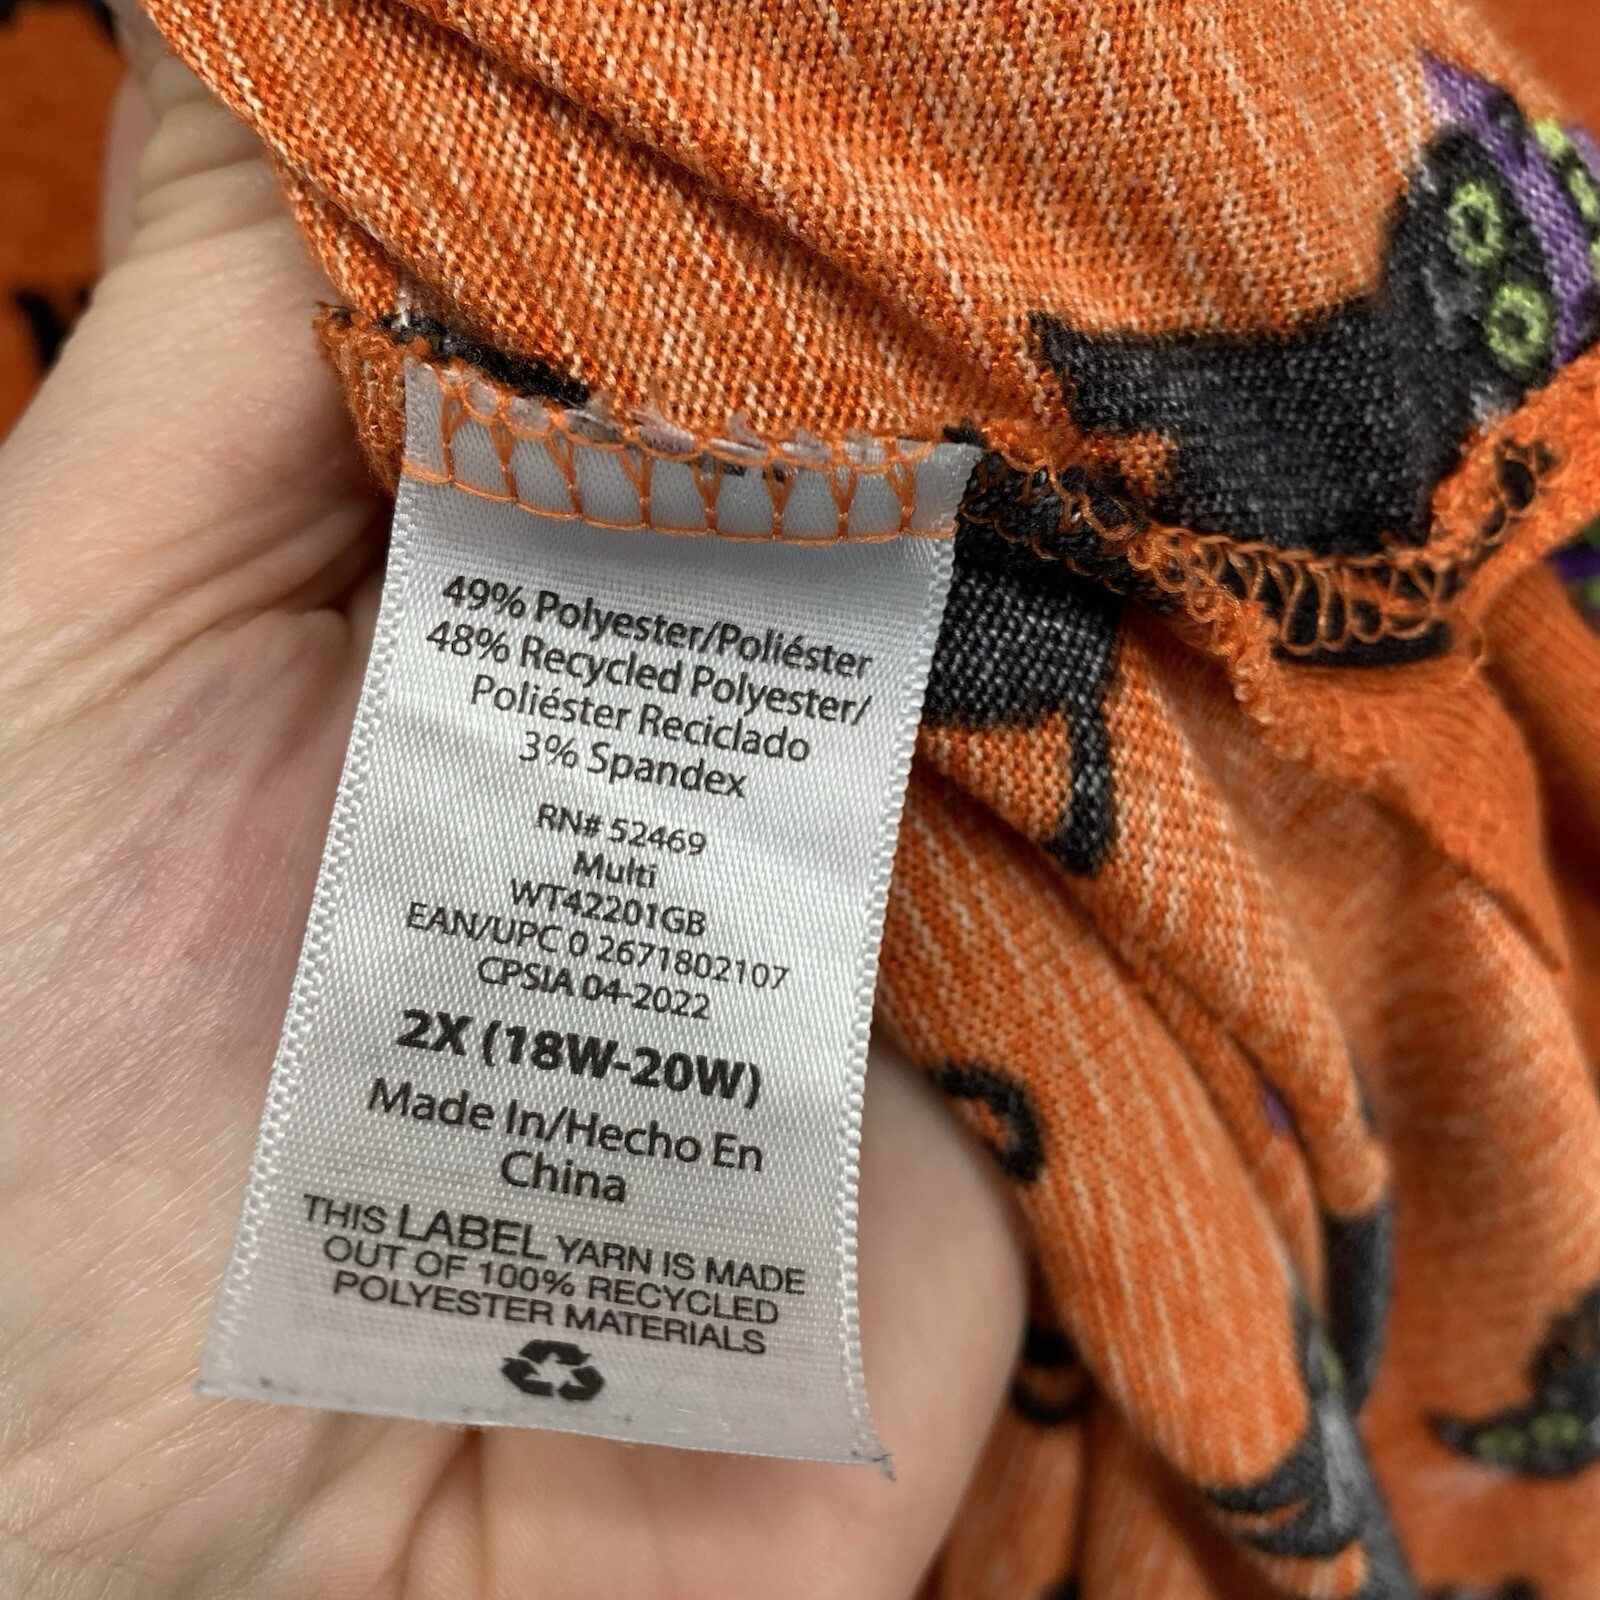 49% Polyester/Poliéster
48% Recycled Polyester/
Poliéster Reciclado
3% Spandex
RN# 52469
Multi
WT42201GB
EAN/UPC 0 2671802107
CPSIA 04-2022
2X (18W-20W)
Made In/Hecho En
China
THIS LABEL YARN IS MADE
OUT OF 100% RECYCLED
POLYESTER MATERIALS